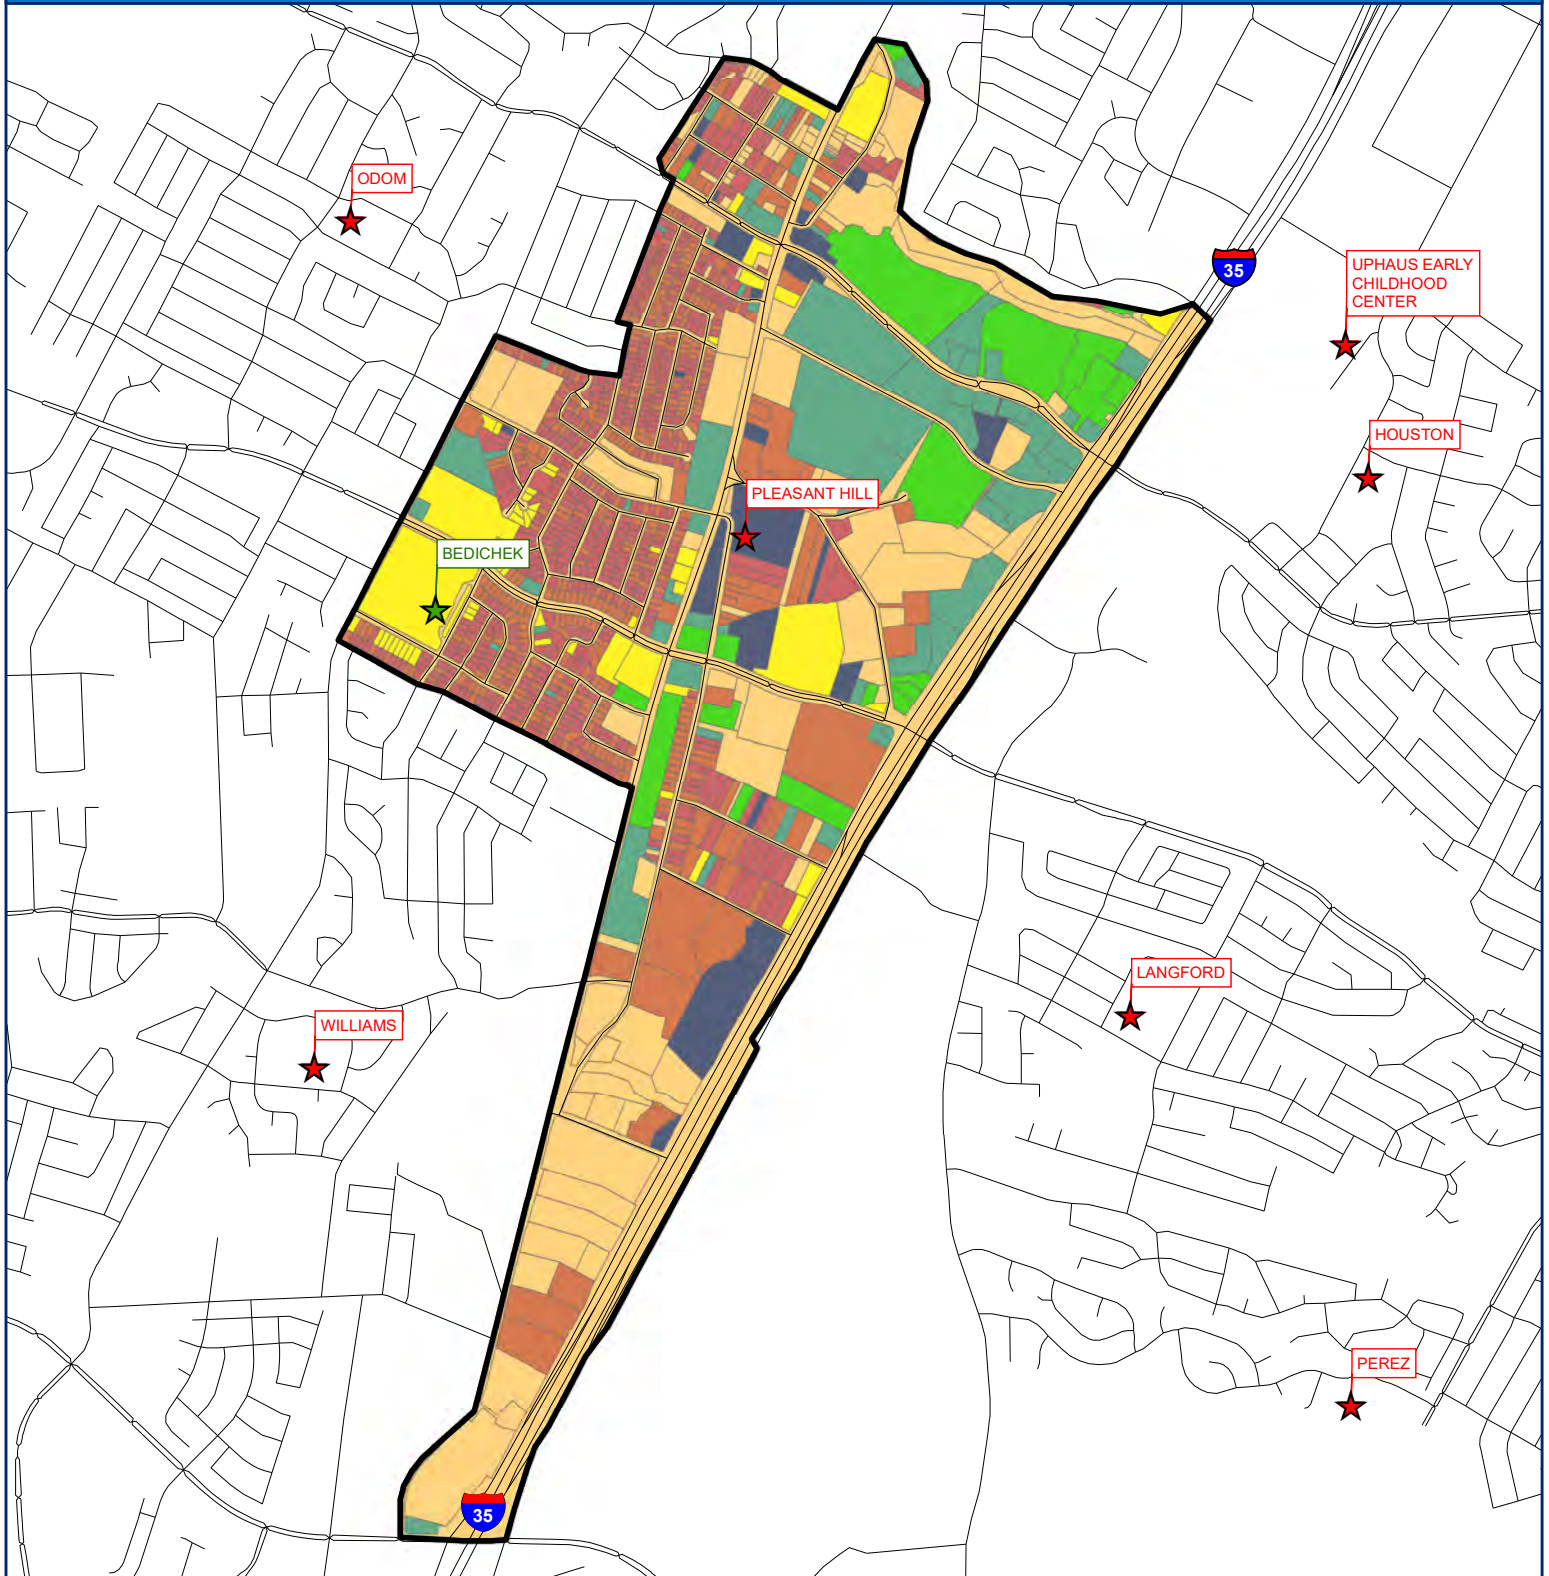 ODOM
35
UPHAUS EARLY
CHILDHOOD
CENTER
HOUSTON
PLEASANT HILL
BEDICHEK
LANGFORD
WILLIAMS
PEREZ
35